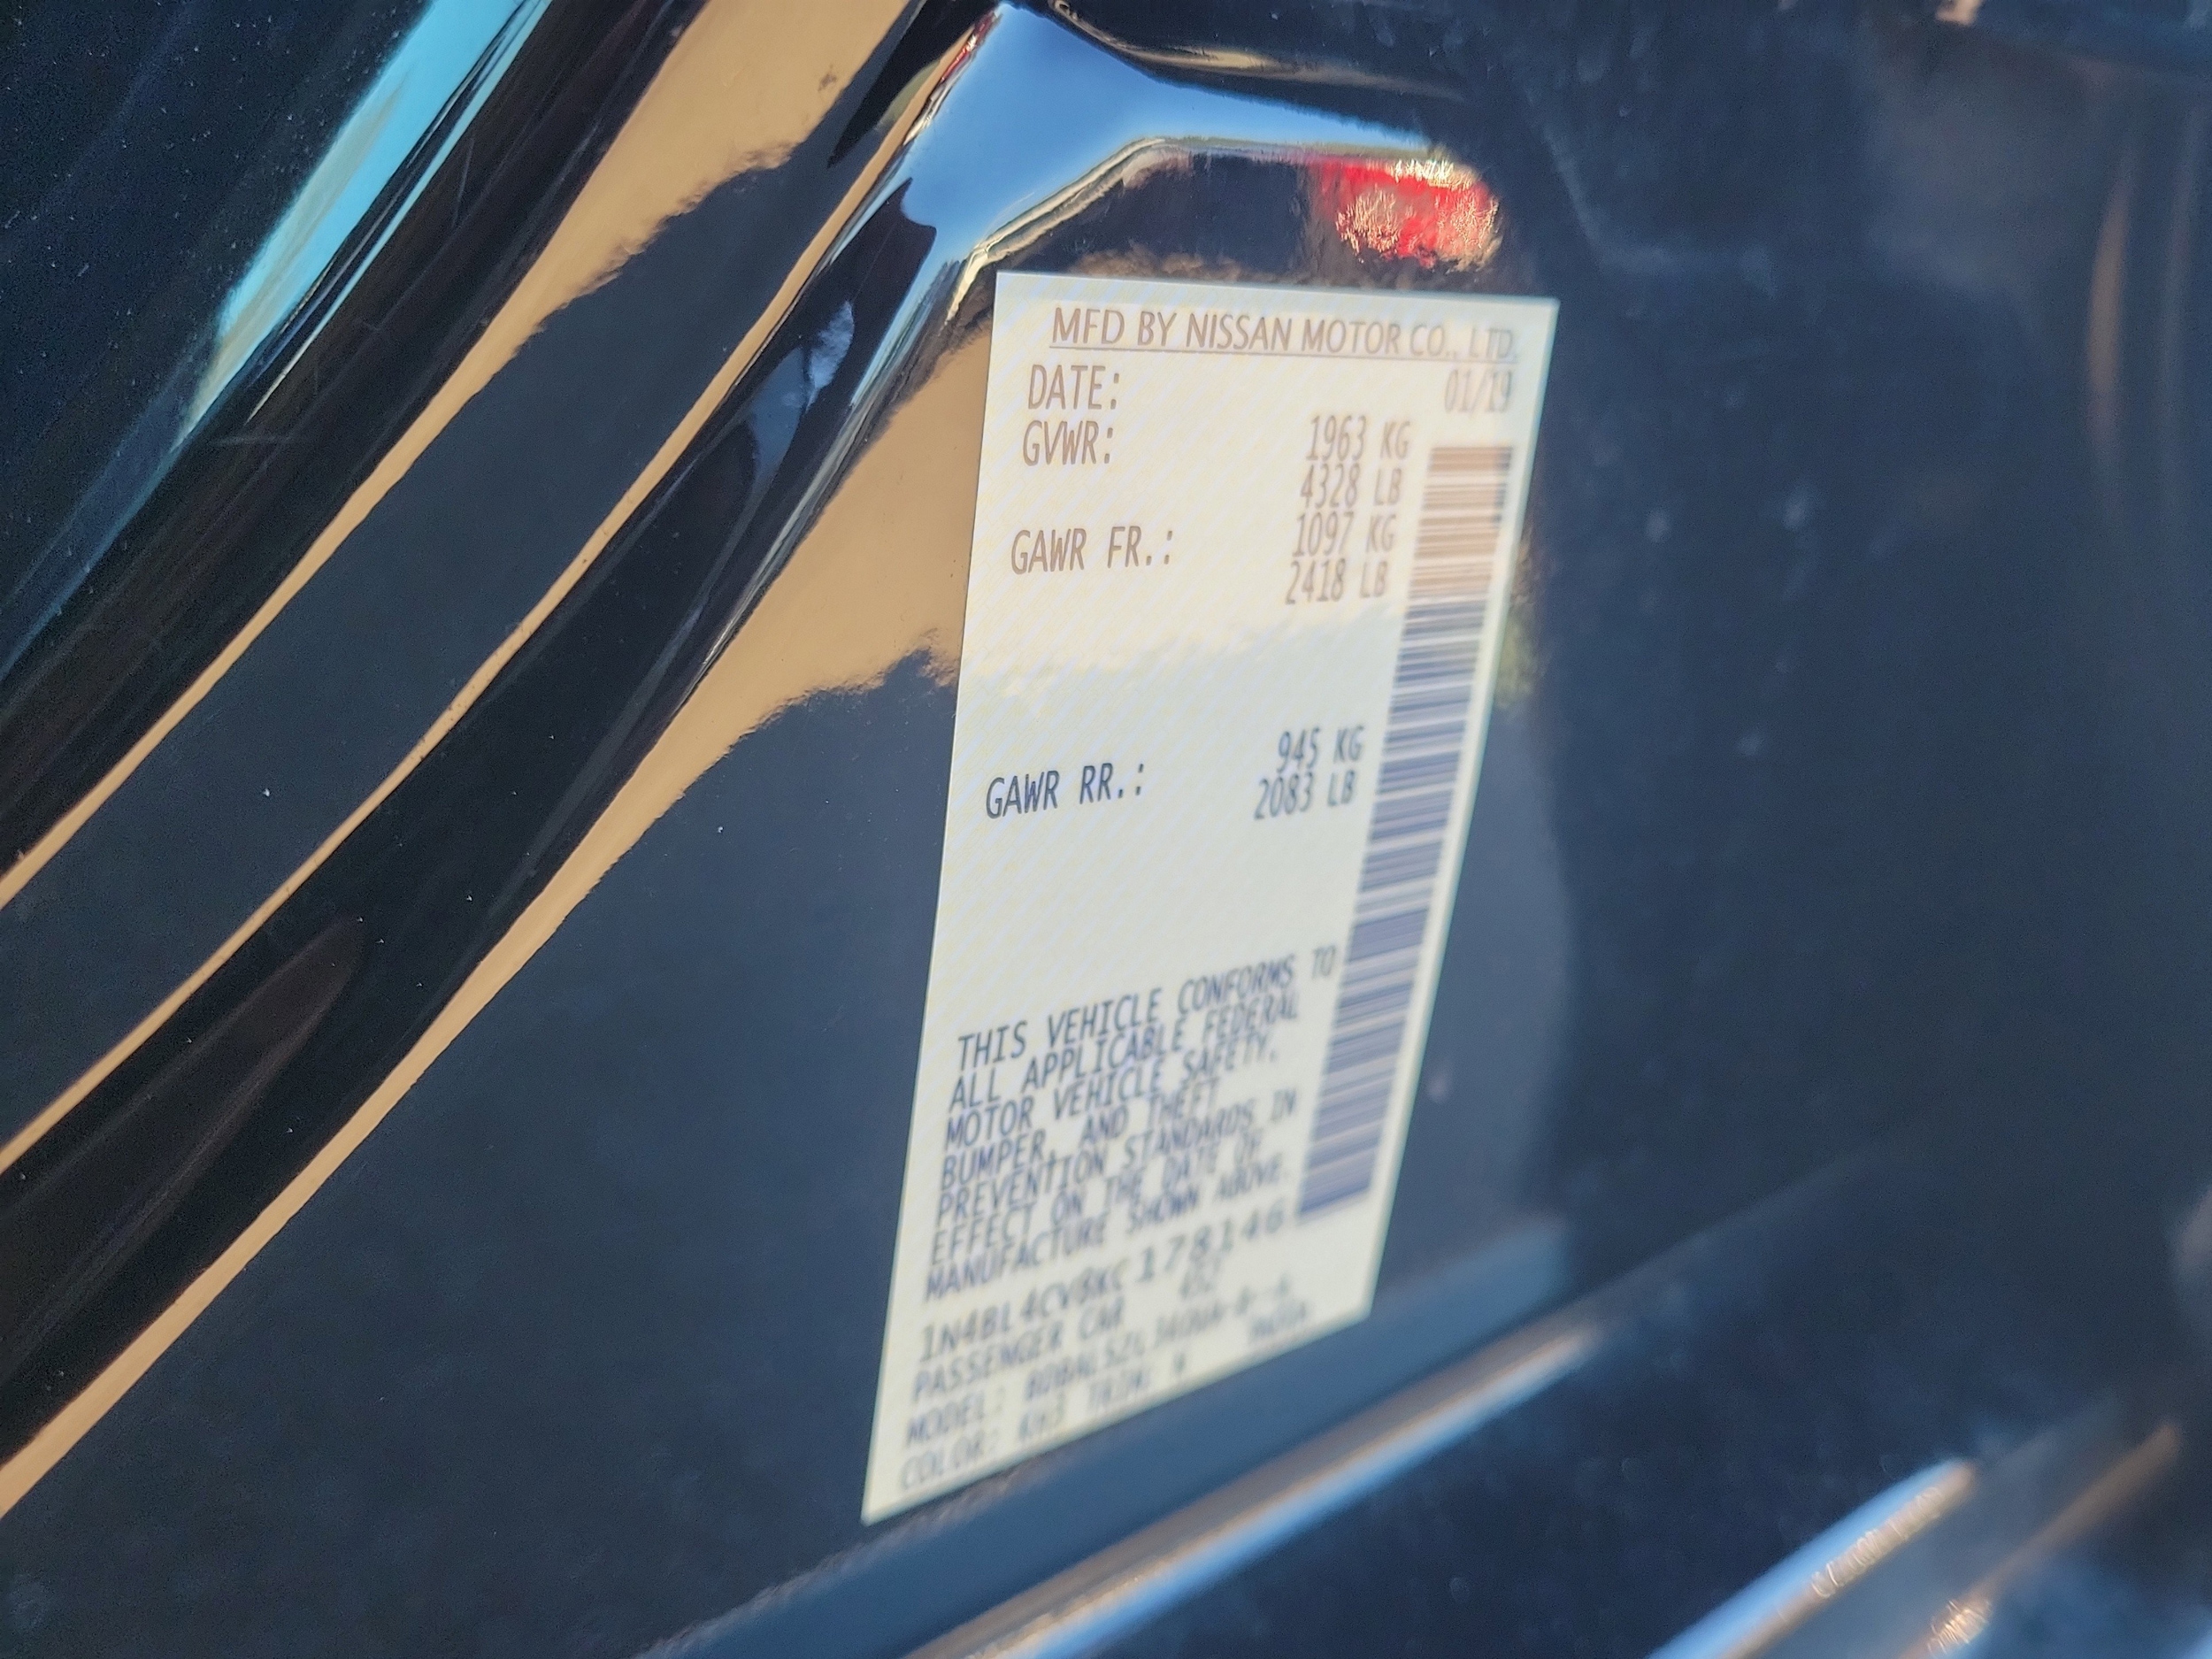 MFD BY NISSAN MOTOR CO., LTD.
DATE: 01/19
GVWR: 1963 KG
4328 LB
GAWR FR.: 1097 KG
2418 LB
GAWR RR.: 945 KG
2083 LB
THIS VEHICLE CONFORMS TO
ALL APPLICABLE FEDERAL
MOTOR VEHICLE SAFETY,
BUMPER, AND THEFT
PREVENTION STANDARDS IN
EFFECT ON THE DATE OF
MANUFACTURE SHOWN ABOVE.
1N4BL4CV8KC178146
PASSENGER CAR
MODEL:
COLOR: KH3 TRIM: